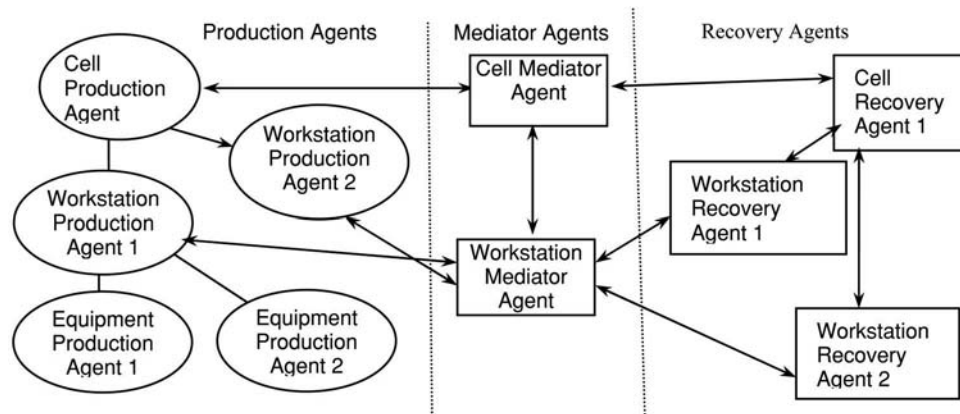 Production Agents
Mediator Agents
Recovery Agents
Cell
Production
Agent
Workstation
Production
Agent 2
Workstation
Production
Agent 1
Equipment
Production
Agent 1
Equipment
Production
Agent 2
Cell Mediator
Agent
Workstation
Mediator
Agent
Cell
Recovery
Agent 1
Workstation
Recovery
Agent 1
Workstation
Recovery
Agent 2